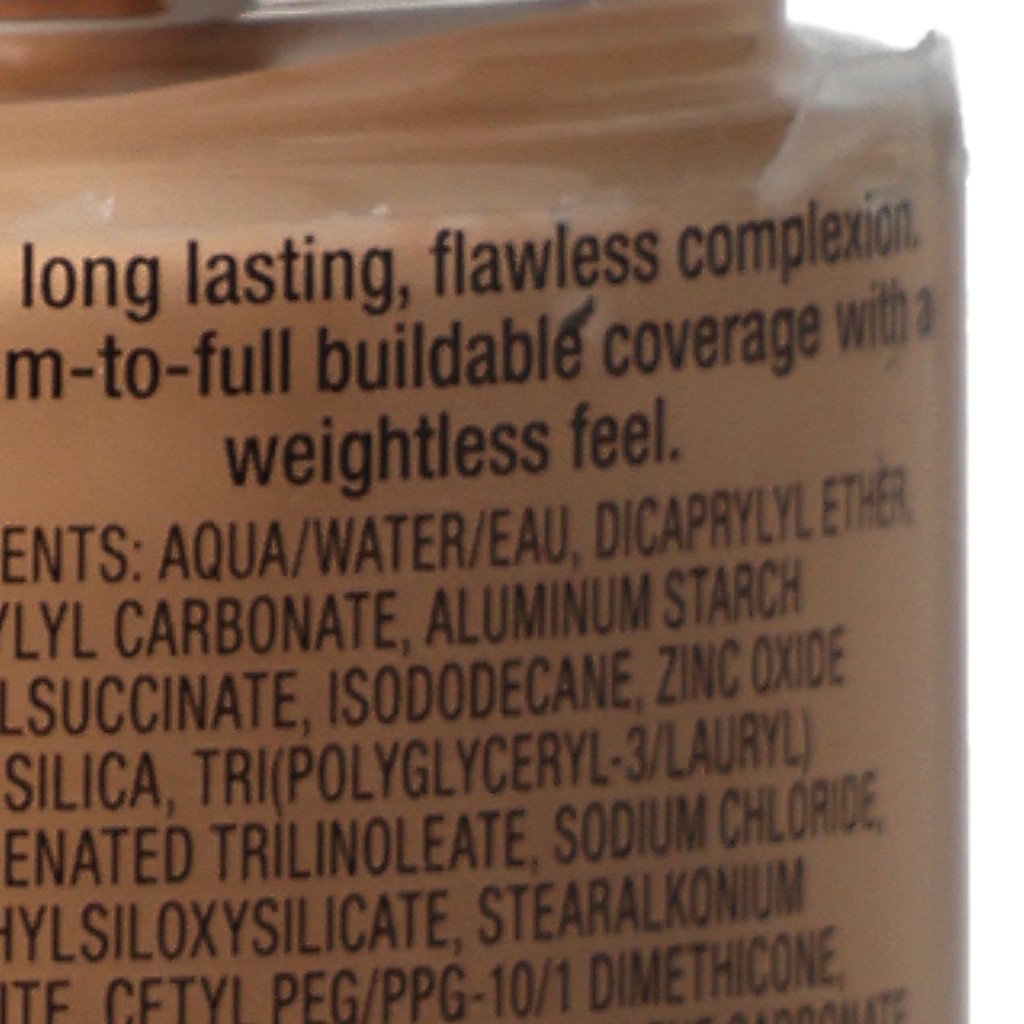 long lasting, flawless complexion.
m-to-full buildable coverage with a
weightless feel.
ENTS: AQUA/WATER/EAU, DICAPRYLYL ETHER,
YLYL CARBONATE, ALUMINUM STARCH
LSUCCINATE, ISODODECANE, ZINC OXIDE
SILICA, TRI(POLYGLYCERYL-3/LAURYL)
ENATED TRILINOLEATE, SODIUM CHLORIDE,
HYLSILOXYSILICATE, STEARALKONIUM
ITE, CETYL PEG/PPG-10/1 DIMETHICONE,
CARBONATE